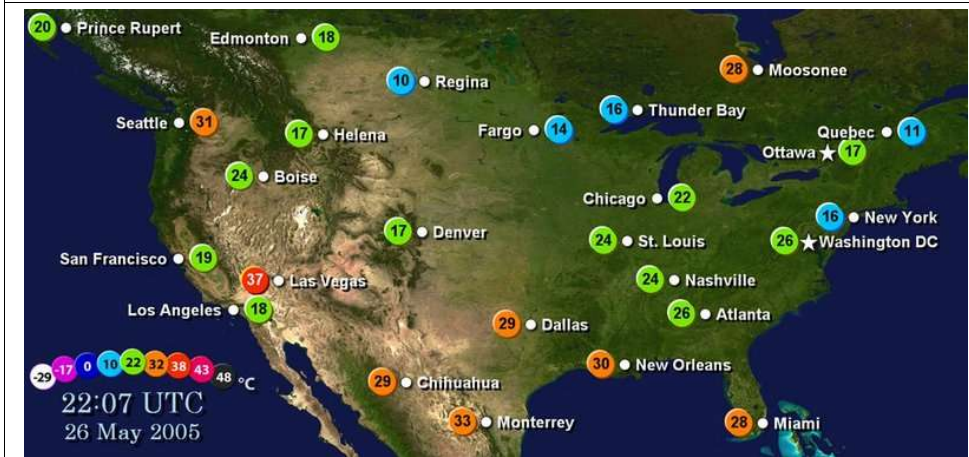 20 Prince Rupert
Edmonton 18
10 Regina
28 Moosonee
Seattle 31
17 Helena
Fargo 14
16 Thunder Bay
Quebec 11
Ottawa 17
24 Boise
Chicago 22
17 Denver
24 St. Louis
16 New York
26 Washington DC
San Francisco 19
37 Las Vegas
24 Nashville
Los Angeles 18
29 Dallas
26 Atlanta
30 New Orleans
29 Chihuahua
33 Monterrey
28 Miami
-29 -17 0 10 22 32 38 43 48 °C
22:07 UTC
26 May 2005